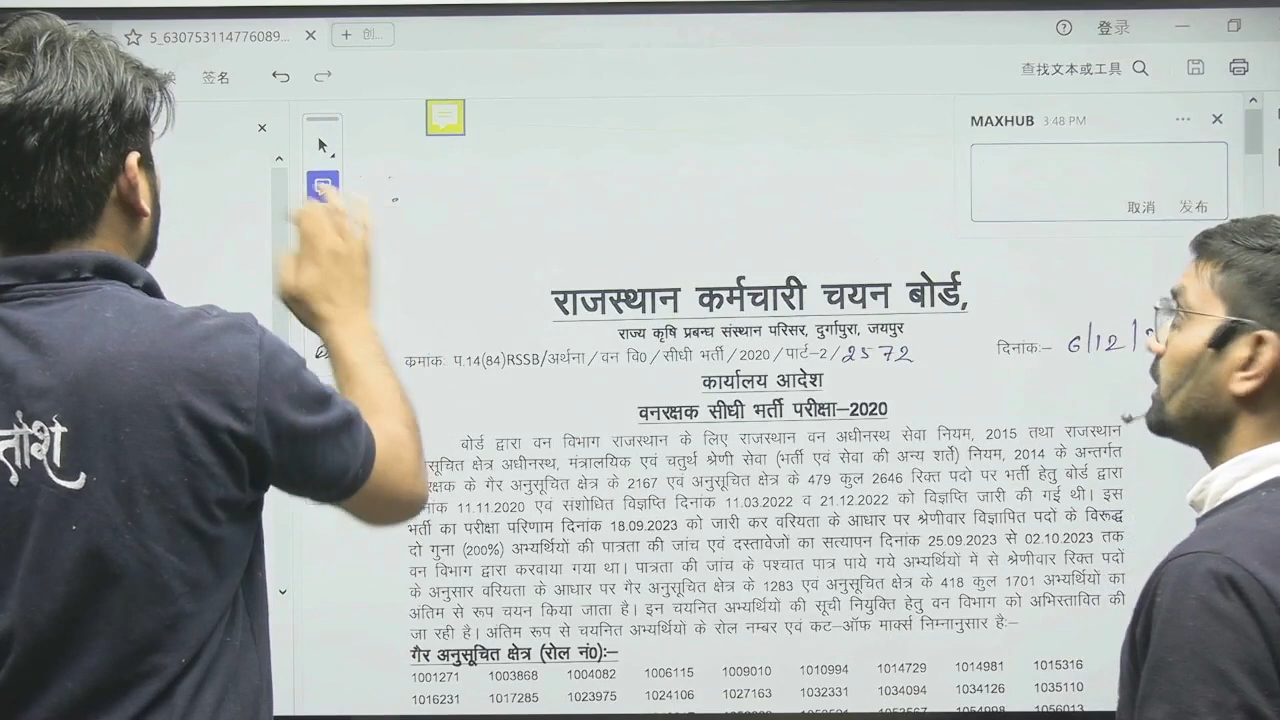 5_630753114776089...
+ 创...
登录
换 签名
查找文本或工具
MAXHUB 3:48 PM
取消 发布
राजस्थान कर्मचारी चयन बोर्ड,
राज्य कृषि प्रबन्ध संस्थान परिसर, दुर्गापुरा, जयपुर
क्रमांकः प.14(84)RSSB/अर्थना/वन वि0/सीधी भर्ती/2020/पार्ट-2/2572
दिनांकः- 6/12/
कार्यालय आदेश
वनरक्षक सीधी भर्ती परीक्षा-2020
बोर्ड द्वारा वन विभाग राजस्थान के लिए राजस्थान वन अधीनस्थ सेवा नियम, 2015 तथा राजस्थान
सूचित क्षेत्र अधीनस्थ, मंत्रालयिक एवं चतुर्थ श्रेणी सेवा (भर्ती एवं सेवा की अन्य शर्ते) नियम, 2014 के अन्तर्गत
रक्षक के गैर अनुसूचित क्षेत्र के 2167 एवं अनुसूचित क्षेत्र के 479 कुल 2646 रिक्त पदो पर भर्ती हेतु बोर्ड द्वारा
नांक 11.11.2020 एवं संशोधित विज्ञप्ति दिनांक 11.03.2022 व 21.12.2022 को विज्ञप्ति जारी की गई थी। इस
भर्ती का परीक्षा परिणाम दिनांक 18.09.2023 को जारी कर वरियता के आधार पर श्रेणीवार विज्ञापित पदों के विरूद्ध
दो गुना (200%) अभ्यर्थियों की पात्रता की जांच एवं दस्तावेजों का सत्यापन दिनांक 25.09.2023 से 02.10.2023 तक
वन विभाग द्वारा करवाया गया था। पात्रता की जांच के पश्चात पात्र पाये गये अभ्यर्थियों में से श्रेणीवार रिक्त पदों
के अनुसार वरियता के आधार पर गैर अनुसूचित क्षेत्र के 1283 एवं अनुसूचित क्षेत्र के 418 कुल 1701 अभ्यर्थियों का
अंतिम से रूप चयन किया जाता है। इन चयनित अभ्यर्थियों की सूची नियुक्ति हेतु वन विभाग को अभिस्तावित की
जा रही है। अंतिम रूप से चयनित अभ्यर्थियों के रोल नम्बर एवं कट-ऑफ मार्क्स निम्नानुसार हैः-
गैर अनुसूचित क्षेत्र (रोल नं0):-
1001271 1003868 1004082 1006115 1009010 1010994 1014729 1014981 1015316
1016231 1017285 1023975 1024106 1027163 1032331 1034094 1034126 1035110
1054998 1056013